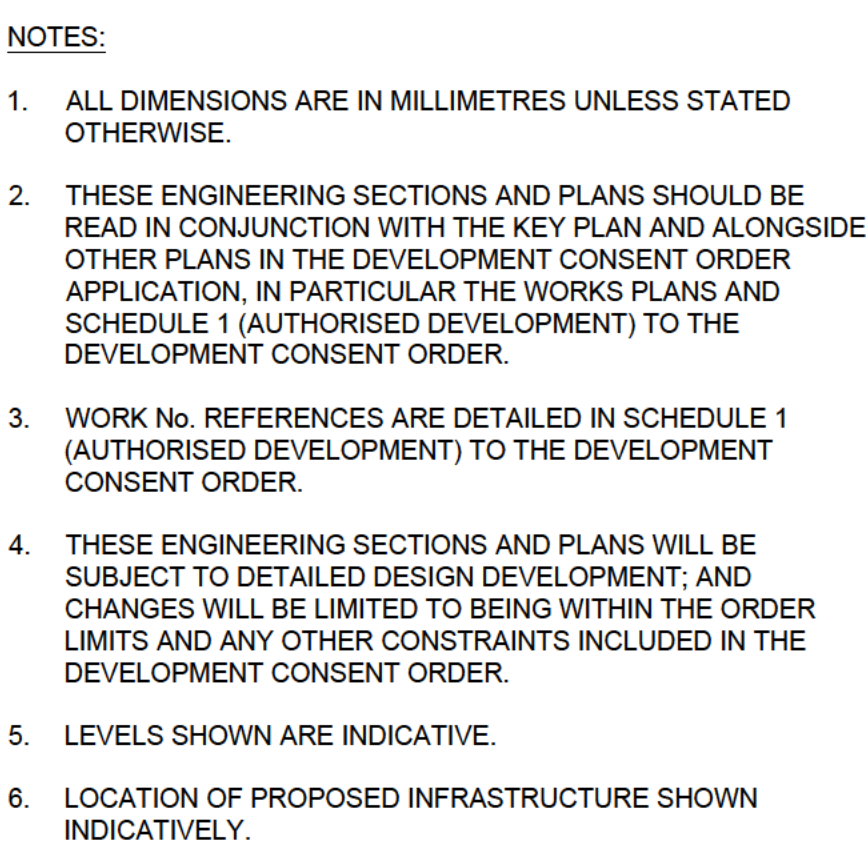 NOTES:
1. ALL DIMENSIONS ARE IN MILLIMETRES UNLESS STATED
OTHERWISE.
2. THESE ENGINEERING SECTIONS AND PLANS SHOULD BE
READ IN CONJUNCTION WITH THE KEY PLAN AND ALONGSIDE
OTHER PLANS IN THE DEVELOPMENT CONSENT ORDER
APPLICATION, IN PARTICULAR THE WORKS PLANS AND
SCHEDULE 1 (AUTHORISED DEVELOPMENT) TO THE
DEVELOPMENT CONSENT ORDER.
3. WORK No. REFERENCES ARE DETAILED IN SCHEDULE 1
(AUTHORISED DEVELOPMENT) TO THE DEVELOPMENT
CONSENT ORDER.
4. THESE ENGINEERING SECTIONS AND PLANS WILL BE
SUBJECT TO DETAILED DESIGN DEVELOPMENT; AND
CHANGES WILL BE LIMITED TO BEING WITHIN THE ORDER
LIMITS AND ANY OTHER CONSTRAINTS INCLUDED IN THE
DEVELOPMENT CONSENT ORDER.
5. LEVELS SHOWN ARE INDICATIVE.
6. LOCATION OF PROPOSED INFRASTRUCTURE SHOWN
INDICATIVELY.